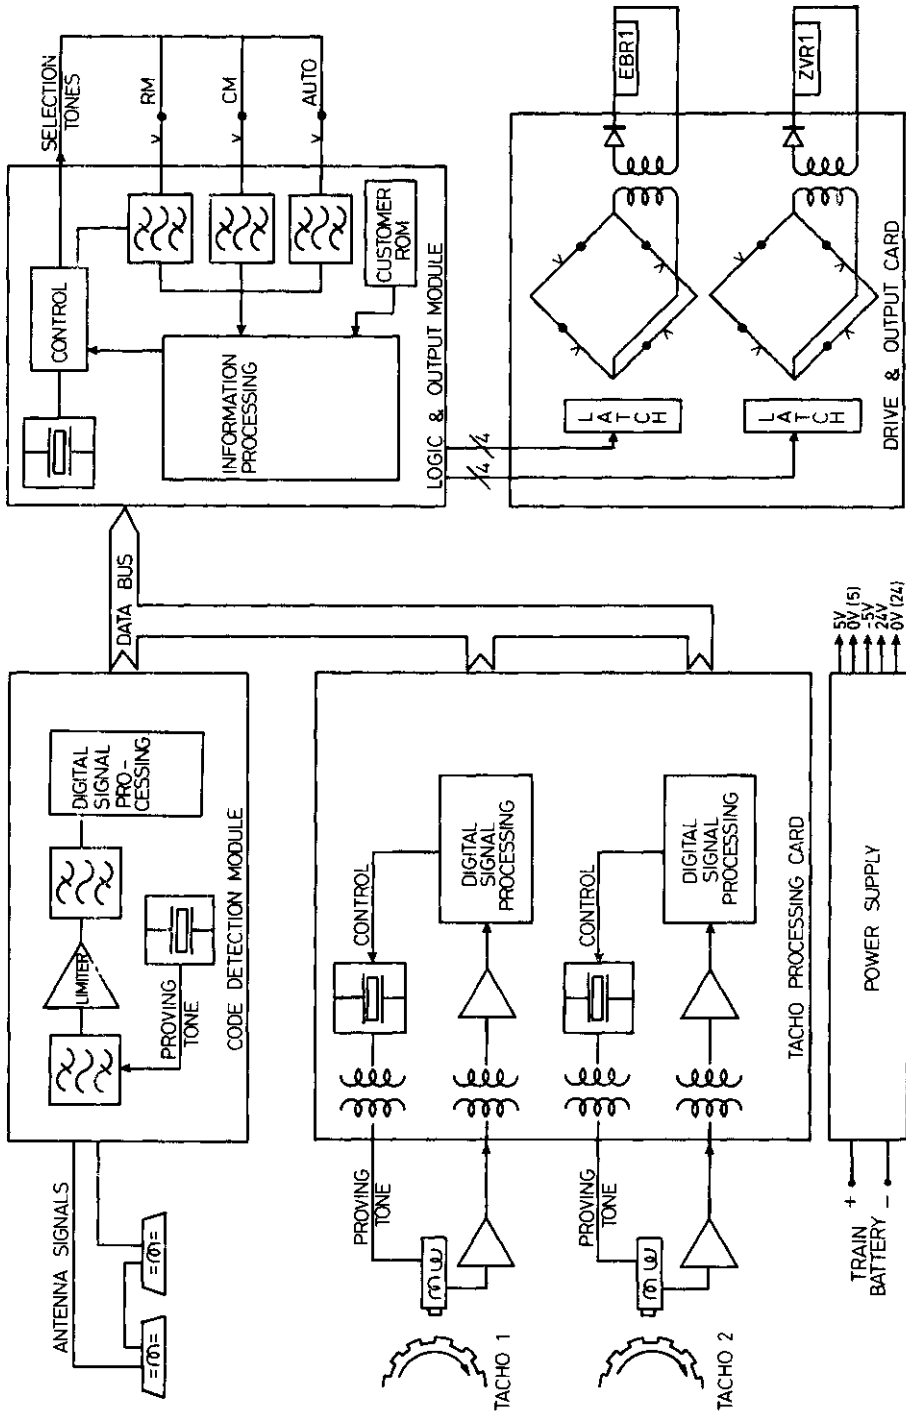 ANTENNA SIGNALS
LIMITER
DIGITAL
SIGNAL
PRO-
CESSING
PROVING
TONE
CODE DETECTION MODULE
DATA BUS
CONTROL
SELECTION
TONES
RM
CM
AUTO
INFORMATION
PROCESSING
CUSTOMER
ROM
LOGIC & OUTPUT MODULE
4
4
TACHO 1
PROVING
TONE
CONTROL
DIGITAL
SIGNAL
PROCESSING
TACHO 2
PROVING
TONE
CONTROL
DIGITAL
SIGNAL
PROCESSING
TACHO PROCESSING CARD
LATCH
EBR1
LATCH
ZVR1
DRIVE & OUTPUT CARD
TRAIN
BATTERY
+
-
POWER SUPPLY
5V
0V (5)
-5V
24V
0V (24)